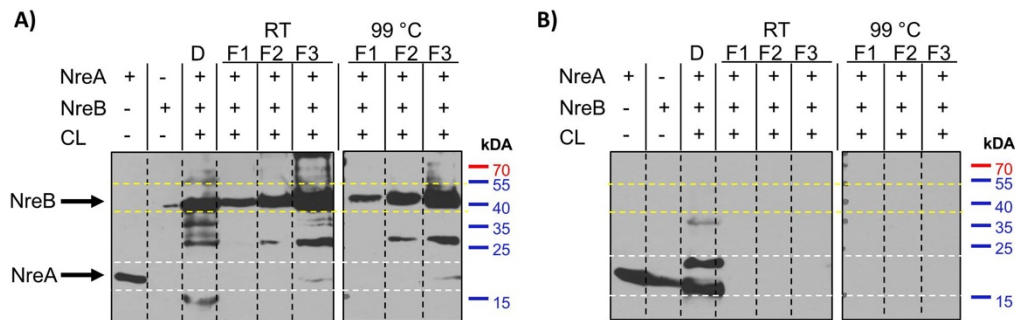 A)
RT 99 °C
D F1 F2 F3 F1 F2 F3
NreA + - + + + + + + +
NreB - + + + + + + + +
CL - - + + + + + + +
kDA
70
55
NreB 40
35
25
NreA
15
B)
RT 99 °C
D F1 F2 F3 F1 F2 F3
NreA + - + + + + + + +
NreB - + + + + + + + +
CL - - + + + + + + +
kDA
70
55
40
35
25
15